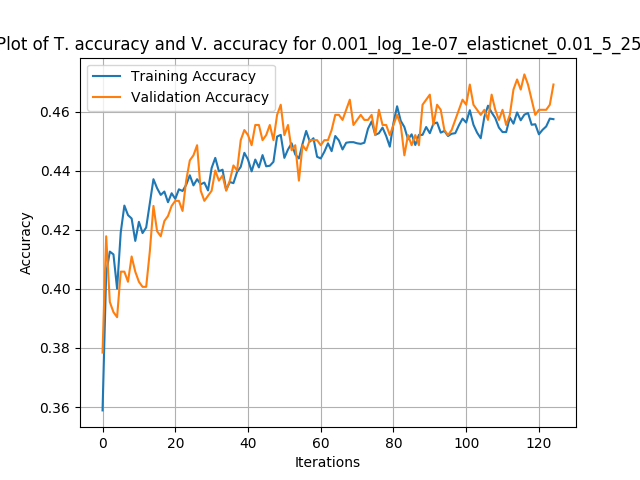 Plot of T. accuracy and V. accuracy for 0.001_log_1e-07_elasticnet_0.01_5_25
Training Accuracy
Validation Accuracy
Accuracy
0.46
0.44
0.42
0.40
0.38
0.36
0 20 40 60 80 100 120
Iterations